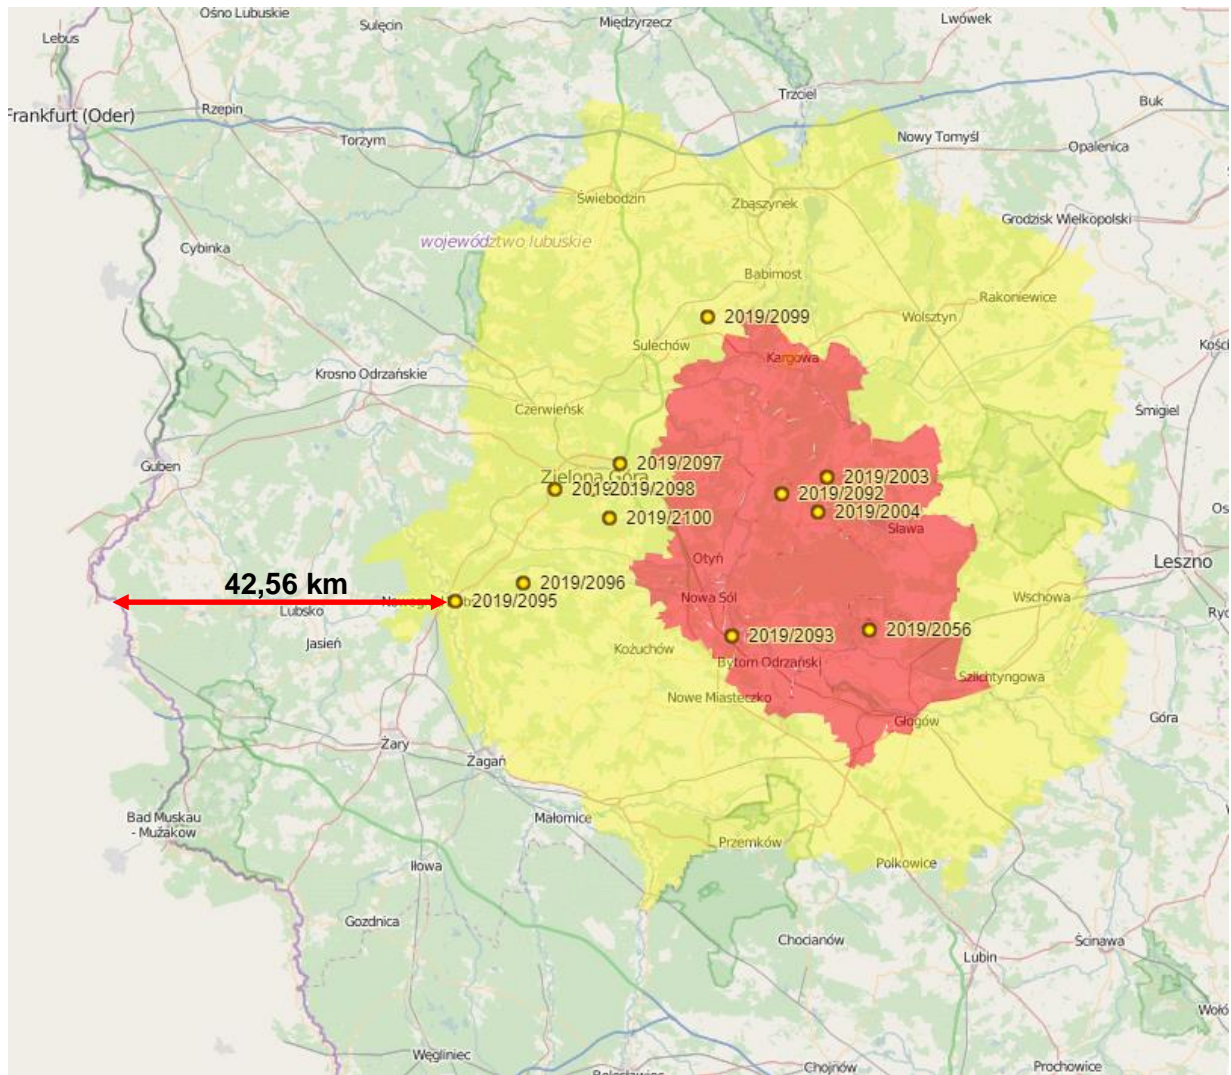 Ośno Lubuskie
Sulęcin
Międzyrzecz
Lwówek
Lebus
Trzciel
Buk
Rzepin
Frankfurt (Oder)
Torzym
Nowy Tomyśl
Opalenica
Świebodzin
Zbąszynek
Grodzisk Wielkopolski
Cybinka
województwo lubuskie
Babimost
Rakoniewice
Wolsztyn
2019/2099
Sulechów
Kargowa
Kości
Krosno Odrzańskie
Czerwieńsk
Śmigiel
Guben
2019/2097
Zielona Góra
2019/2003
2019/2098
2019/2092
2019/2004
2019/2100
Sława
Os
Otyń
Leszno
42,56 km
2019/2096
Nowa Sól
Wschowa
2019/2095
Lubsko
Ryd
Jasień
2019/2093
2019/2056
Kożuchów
Bytom Odrzański
Szlichtyngowa
Nowe Miasteczko
Głogów
Góra
Żary
Żagań
Bad Muskau
- Mużaków
Małomice
Przemków
Polkowice
Iłowa
Gozdnica
Chocianów
Ścinawa
Lubin
Wołó
Węgliniec
Chojnów
Prochowice